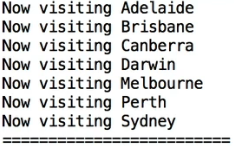 Now visiting Adelaide
Now visiting Brisbane
Now visiting Canberra
Now visiting Darwin
Now visiting Melbourne
Now visiting Perth
Now visiting Sydney
=========================